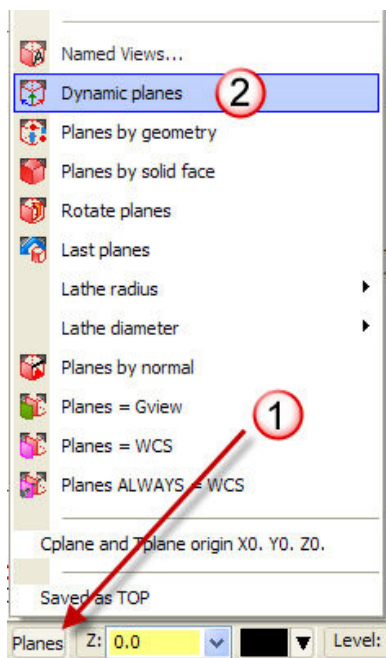 Named Views...
Dynamic planes 2
Planes by geometry
Planes by solid face
Rotate planes
Last planes
Lathe radius
Lathe diameter
Planes by normal
Planes = Gview 1
Planes = WCS
Planes ALWAYS = WCS
Cplane and Tplane origin X0. Y0. Z0.
Saved as TOP
Planes Z: 0.0 Level: